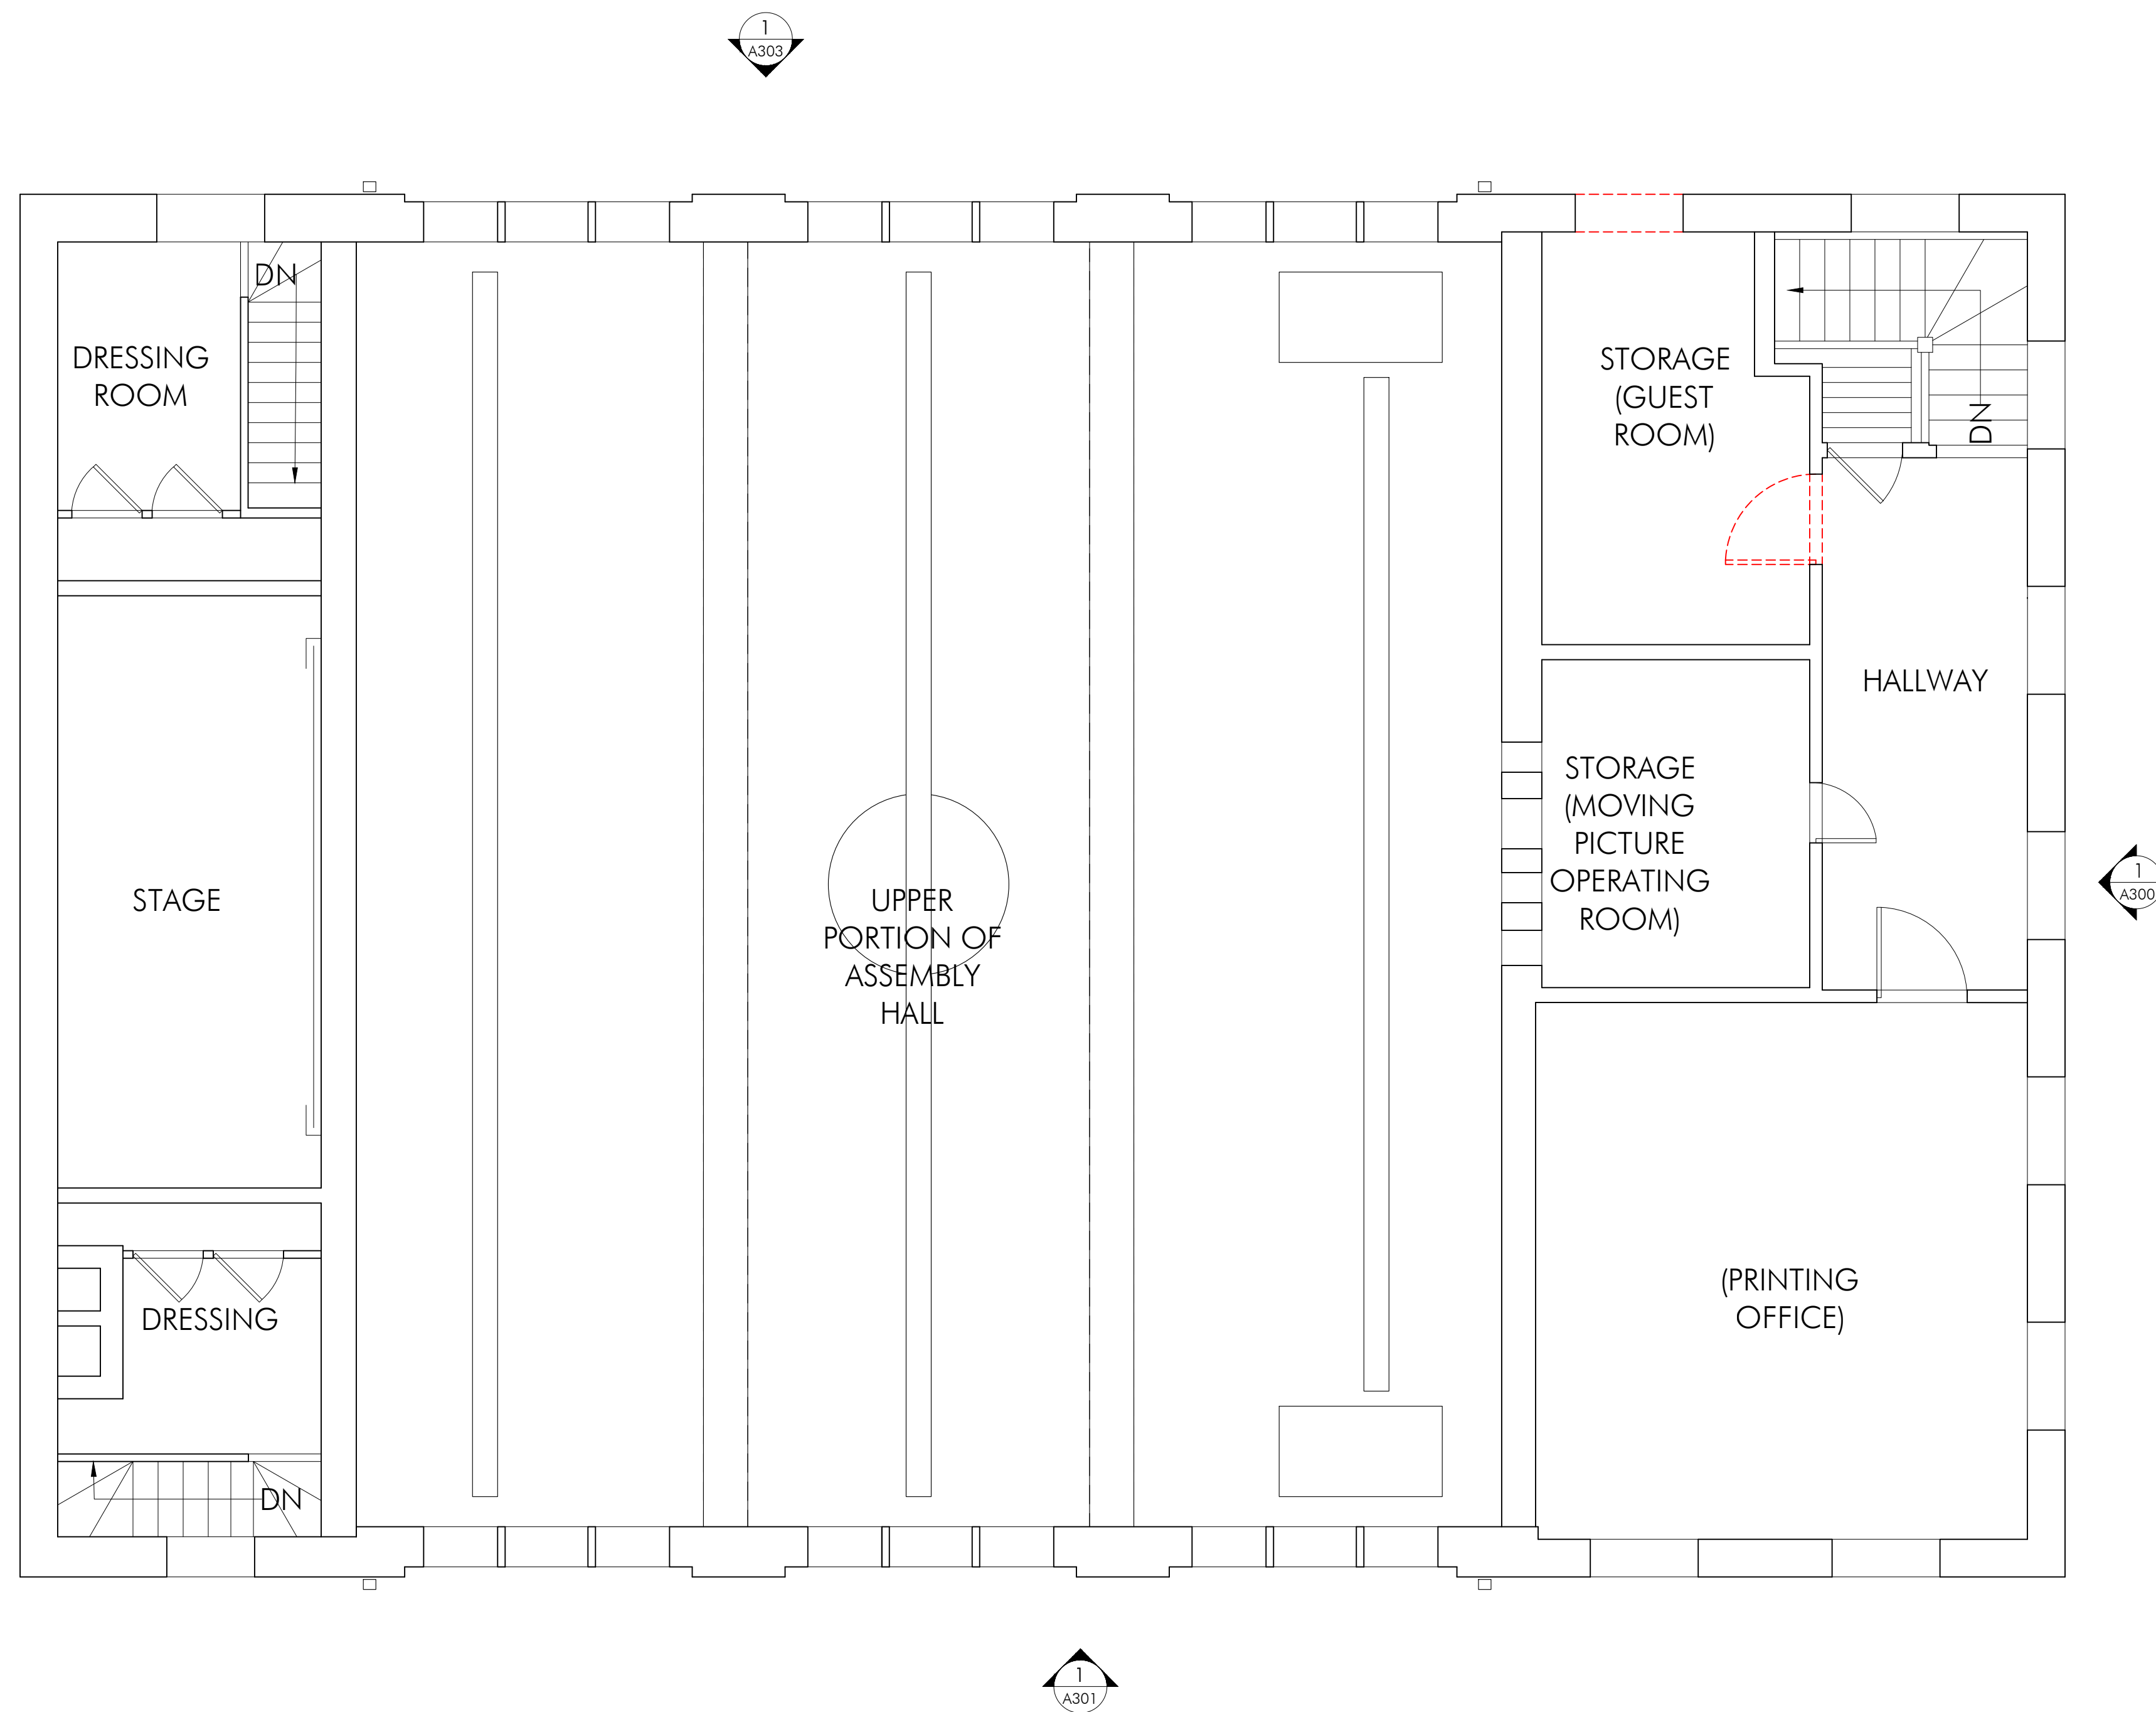 1
A303
DN
DRESSING
ROOM
STORAGE
(GUEST
ROOM)
DN
HALLWAY
STORAGE
(MOVING
PICTURE
OPERATING
ROOM)
STAGE
UPPER
PORTION OF
ASSEMBLY
HALL
1
A300
(PRINTING
OFFICE)
DRESSING
DN
1
A301